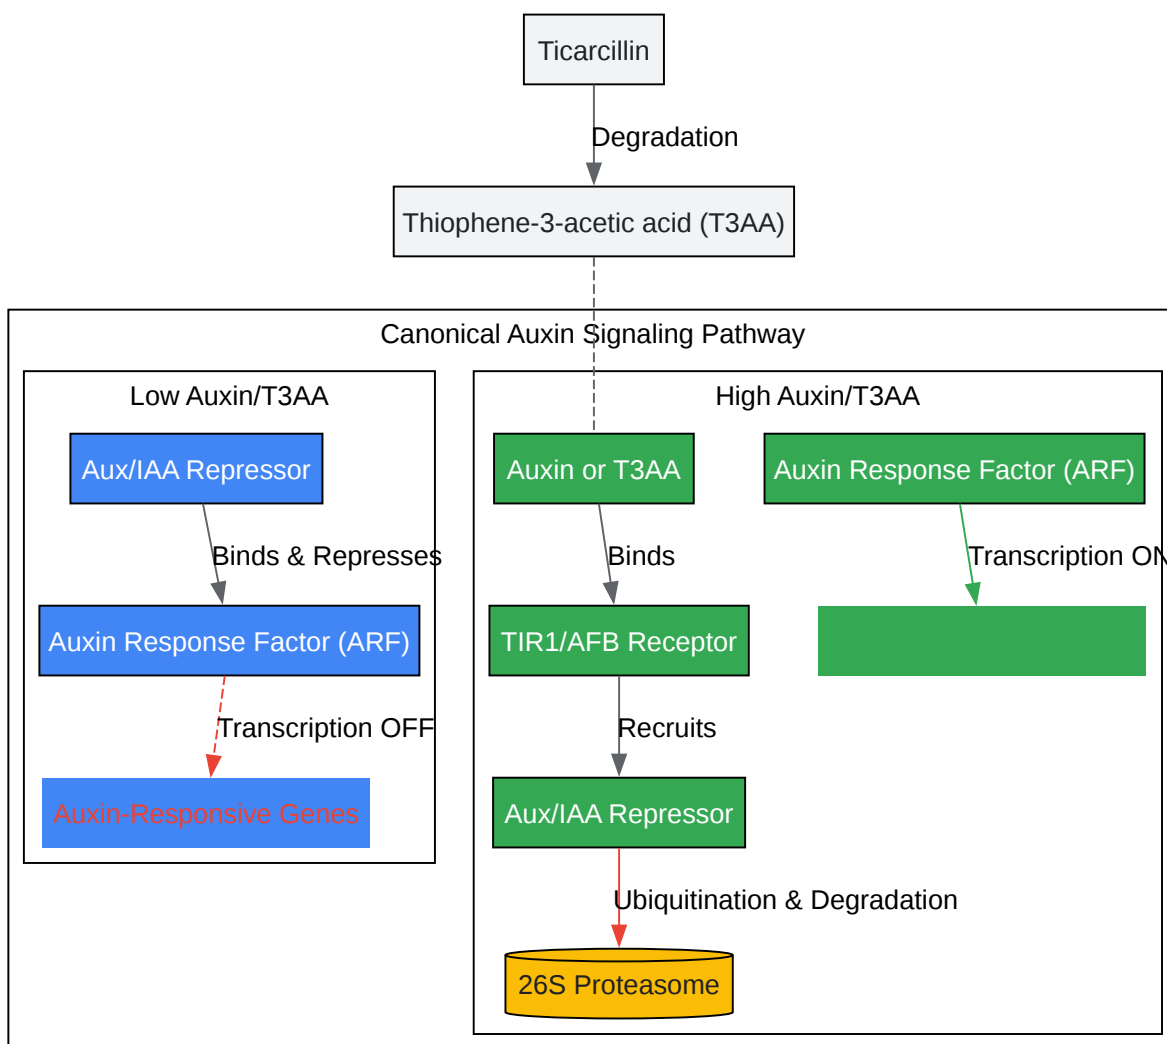 Ticarcillin
Degradation
Thiophene-3-acetic acid (T3AA)
Canonical Auxin Signaling Pathway
Low Auxin/T3AA
Aux/IAA Repressor
Binds & Represses
Auxin Response Factor (ARF)
Transcription OFF
Auxin-Responsive Genes
High Auxin/T3AA
Auxin or T3AA
Binds
TIR1/AFB Receptor
Recruits
Aux/IAA Repressor
Ubiquitination & Degradation
26S Proteasome
Auxin Response Factor (ARF)
Transcription ON